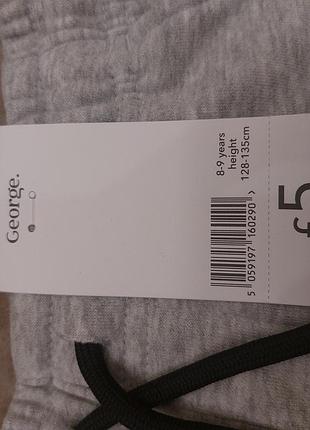 George.
8-9 years
height
128-135cm
5 059197 160290 >
£5